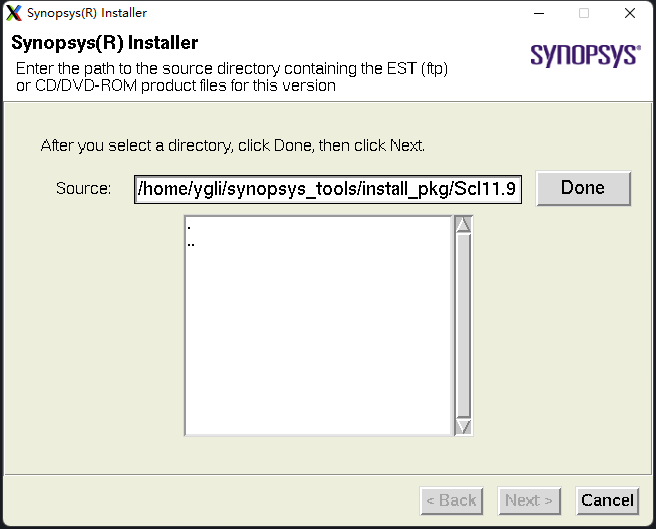 Synopsys(R) Installer
Synopsys(R) Installer
Enter the path to the source directory containing the EST (ftp)
or CD/DVD-ROM product files for this version
SYNOPSYS®
After you select a directory, click Done, then click Next.
Source: /home/ygli/synopsys_tools/install_pkg/Scl11.9 Done
.
..
< Back Next > Cancel